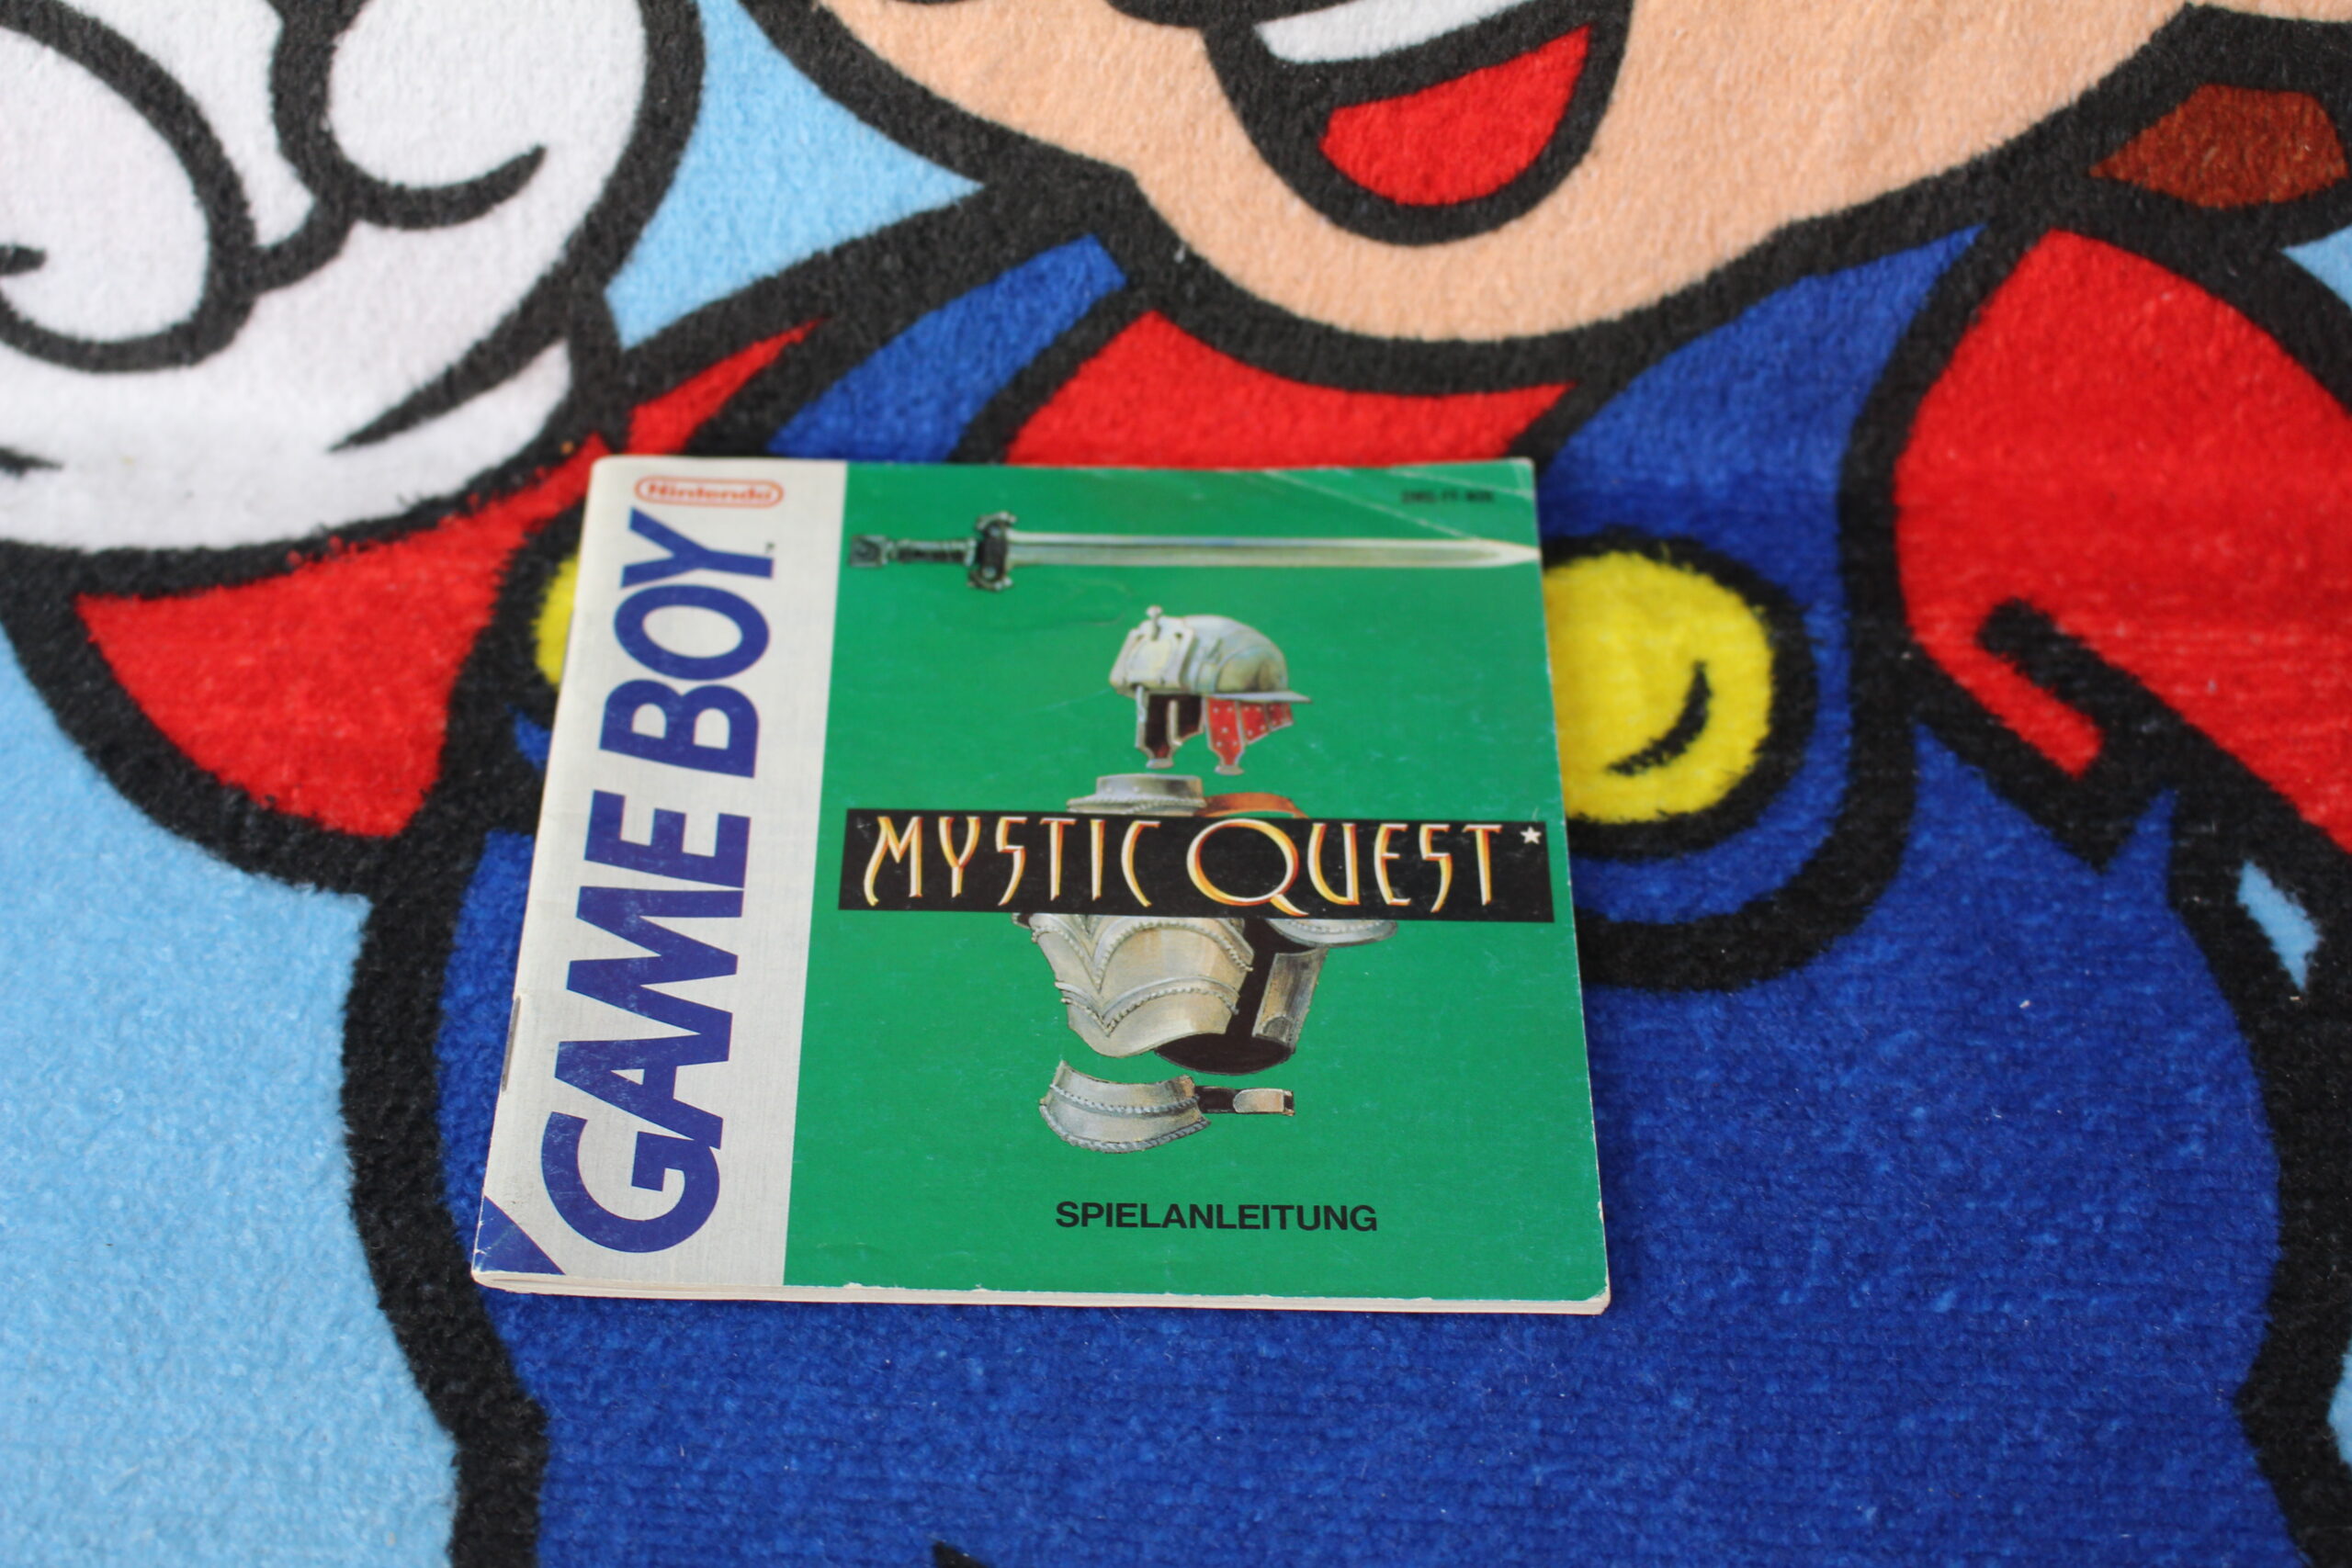 Nintendo
GAME BOY
MYSTIC QUEST
SPIELANLEITUNG